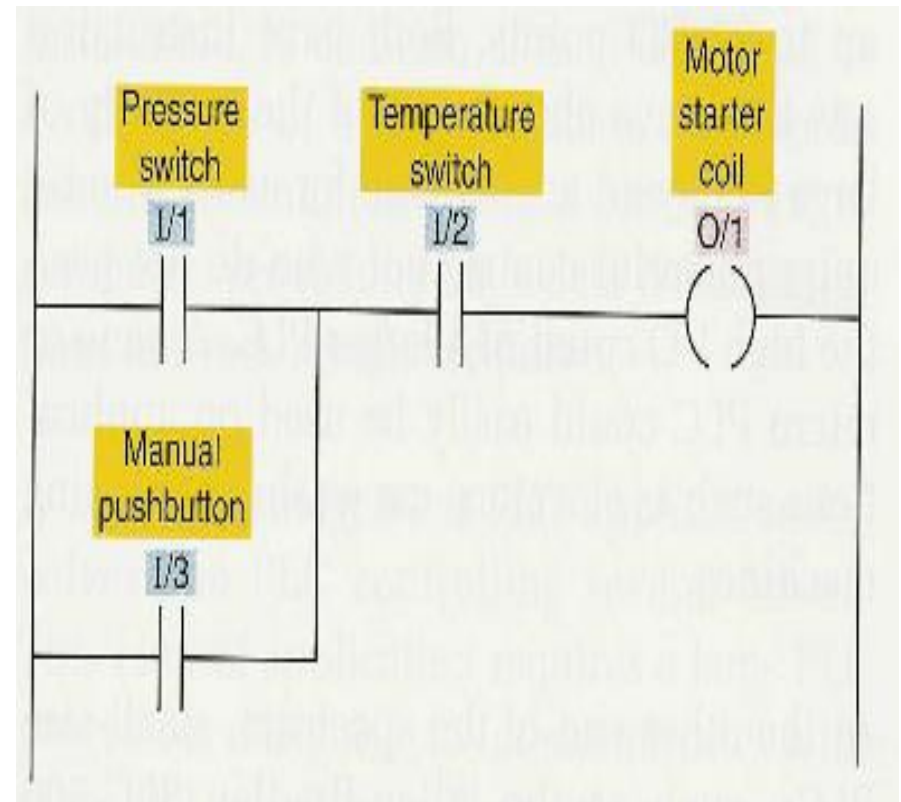 Pressure
switch
I/1
Temperature
switch
I/2
Motor
starter
coil
O/1
Manual
pushbutton
I/3